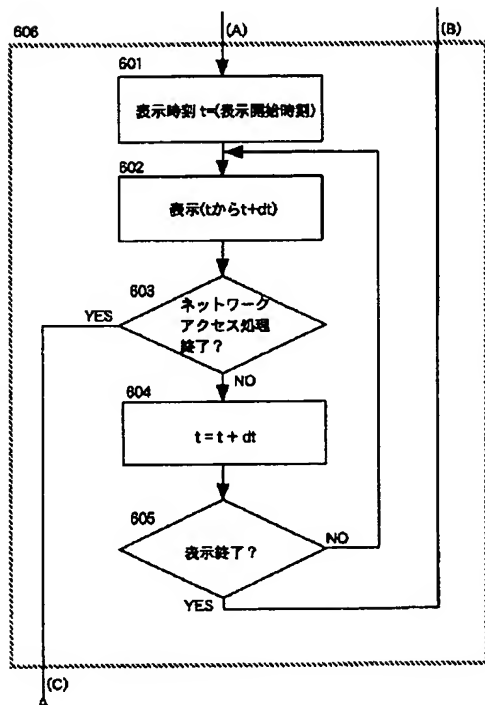 (A)
(B)
606
601
表示時刻 t=(表示開始時刻)
602
表示(tからt+dt)
603
ネットワーク
アクセス処理
終了?
YES
NO
604
t = t + dt
605
表示終了?
NO
YES
(C)